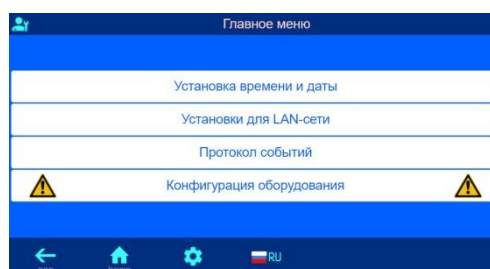 Главное меню
Установка времени и даты
Установки для LAN-сети
Протокол событий
Конфигурация оборудования
RU